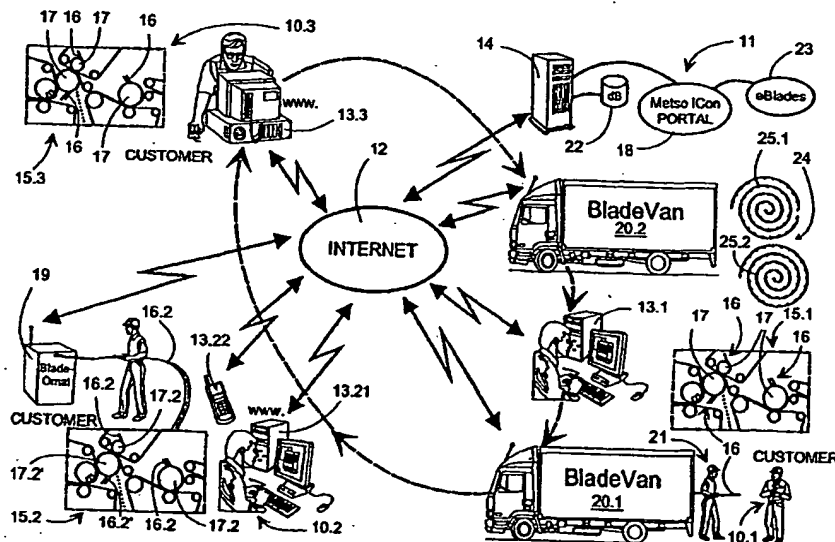 17 16 17 16
10.3
14
11
23
www.
dB
Metso ICon
PORTAL
eBlades
13.3
22
18
CUSTOMER
16 17
15.3
12
25.1
24
BladeVan
20.2
INTERNET
25.2
19
16.2
13.22
13.1
15.1
17 16 17
16
Blade-
Omat
www.
13.21
CUSTOMER
16.2 17.2
16
21
16
CUSTOMER
17.2'
BladeVan
20.1
15.2
16.2' 16.2 17.2
10.2
10.1